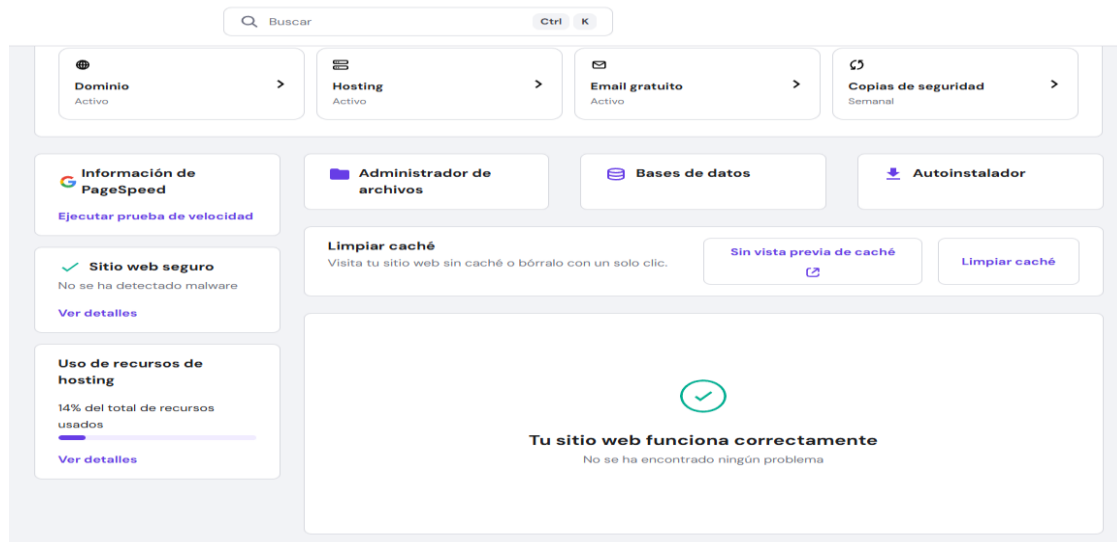 Buscar
Ctrl K
Dominio
Activo
Hosting
Activo
Email gratuito
Activo
Copias de seguridad
Semanal
Información de
PageSpeed
Ejecutar prueba de velocidad
Administrador de
archivos
Bases de datos
Autoinstalador
Sitio web seguro
No se ha detectado malware
Ver detalles
Limpiar caché
Visita tu sitio web sin caché o bórralo con un solo clic.
Sin vista previa de caché
Limpiar caché
Uso de recursos de
hosting
14% del total de recursos
usados
Ver detalles
Tu sitio web funciona correctamente
No se ha encontrado ningún problema